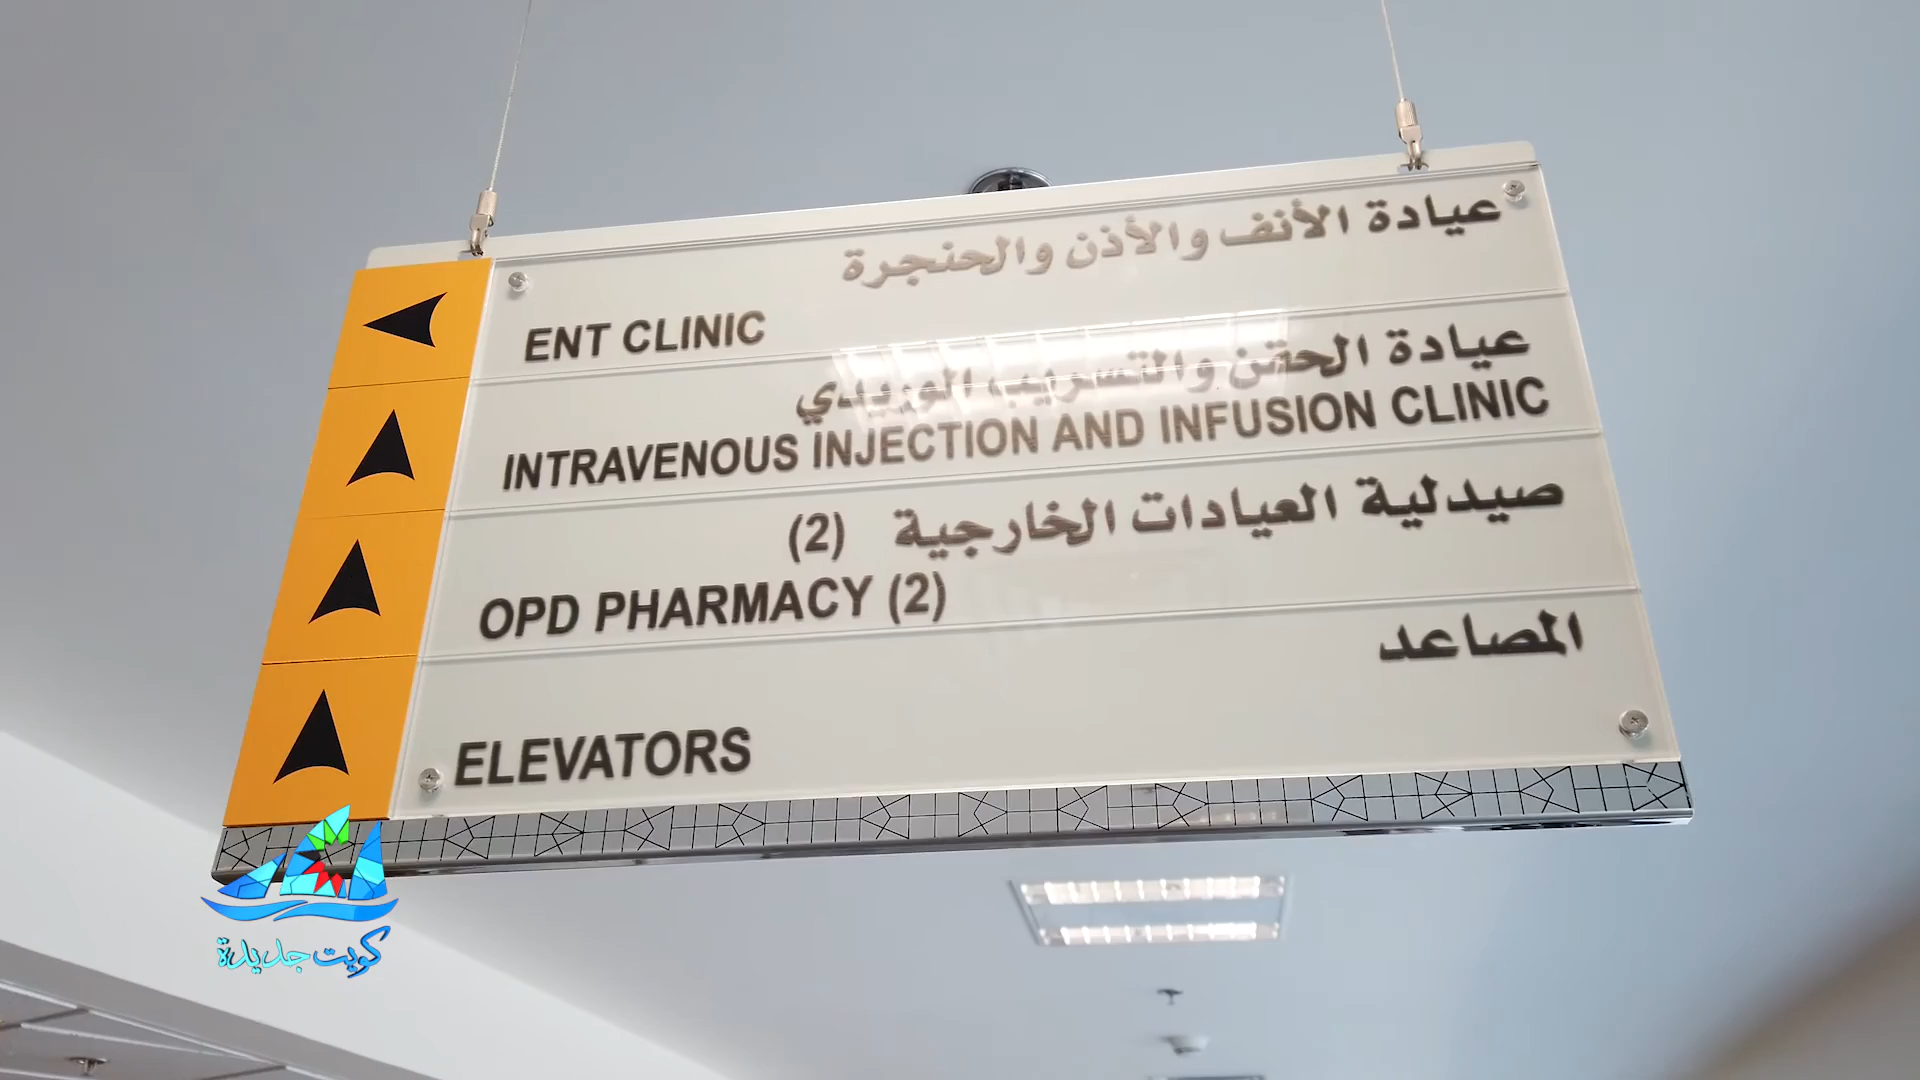 عيادة الأنف والأذن والحنجرة
ENT CLINIC
عيادة الحقن والتسريب الوريدي
INTRAVENOUS INJECTION AND INFUSION CLINIC
صيدلية العيادات الخارجية (2)
OPD PHARMACY (2)
المصاعد
ELEVATORS
كويت جديدة